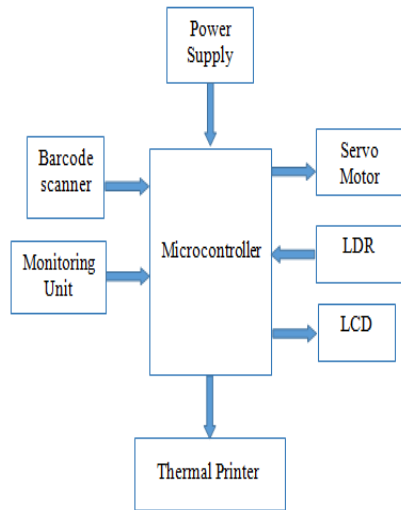 Power
Supply
Barcode
scanner
Servo
Motor
Microcontroller
LDR
Monitoring
Unit
LCD
Thermal Printer